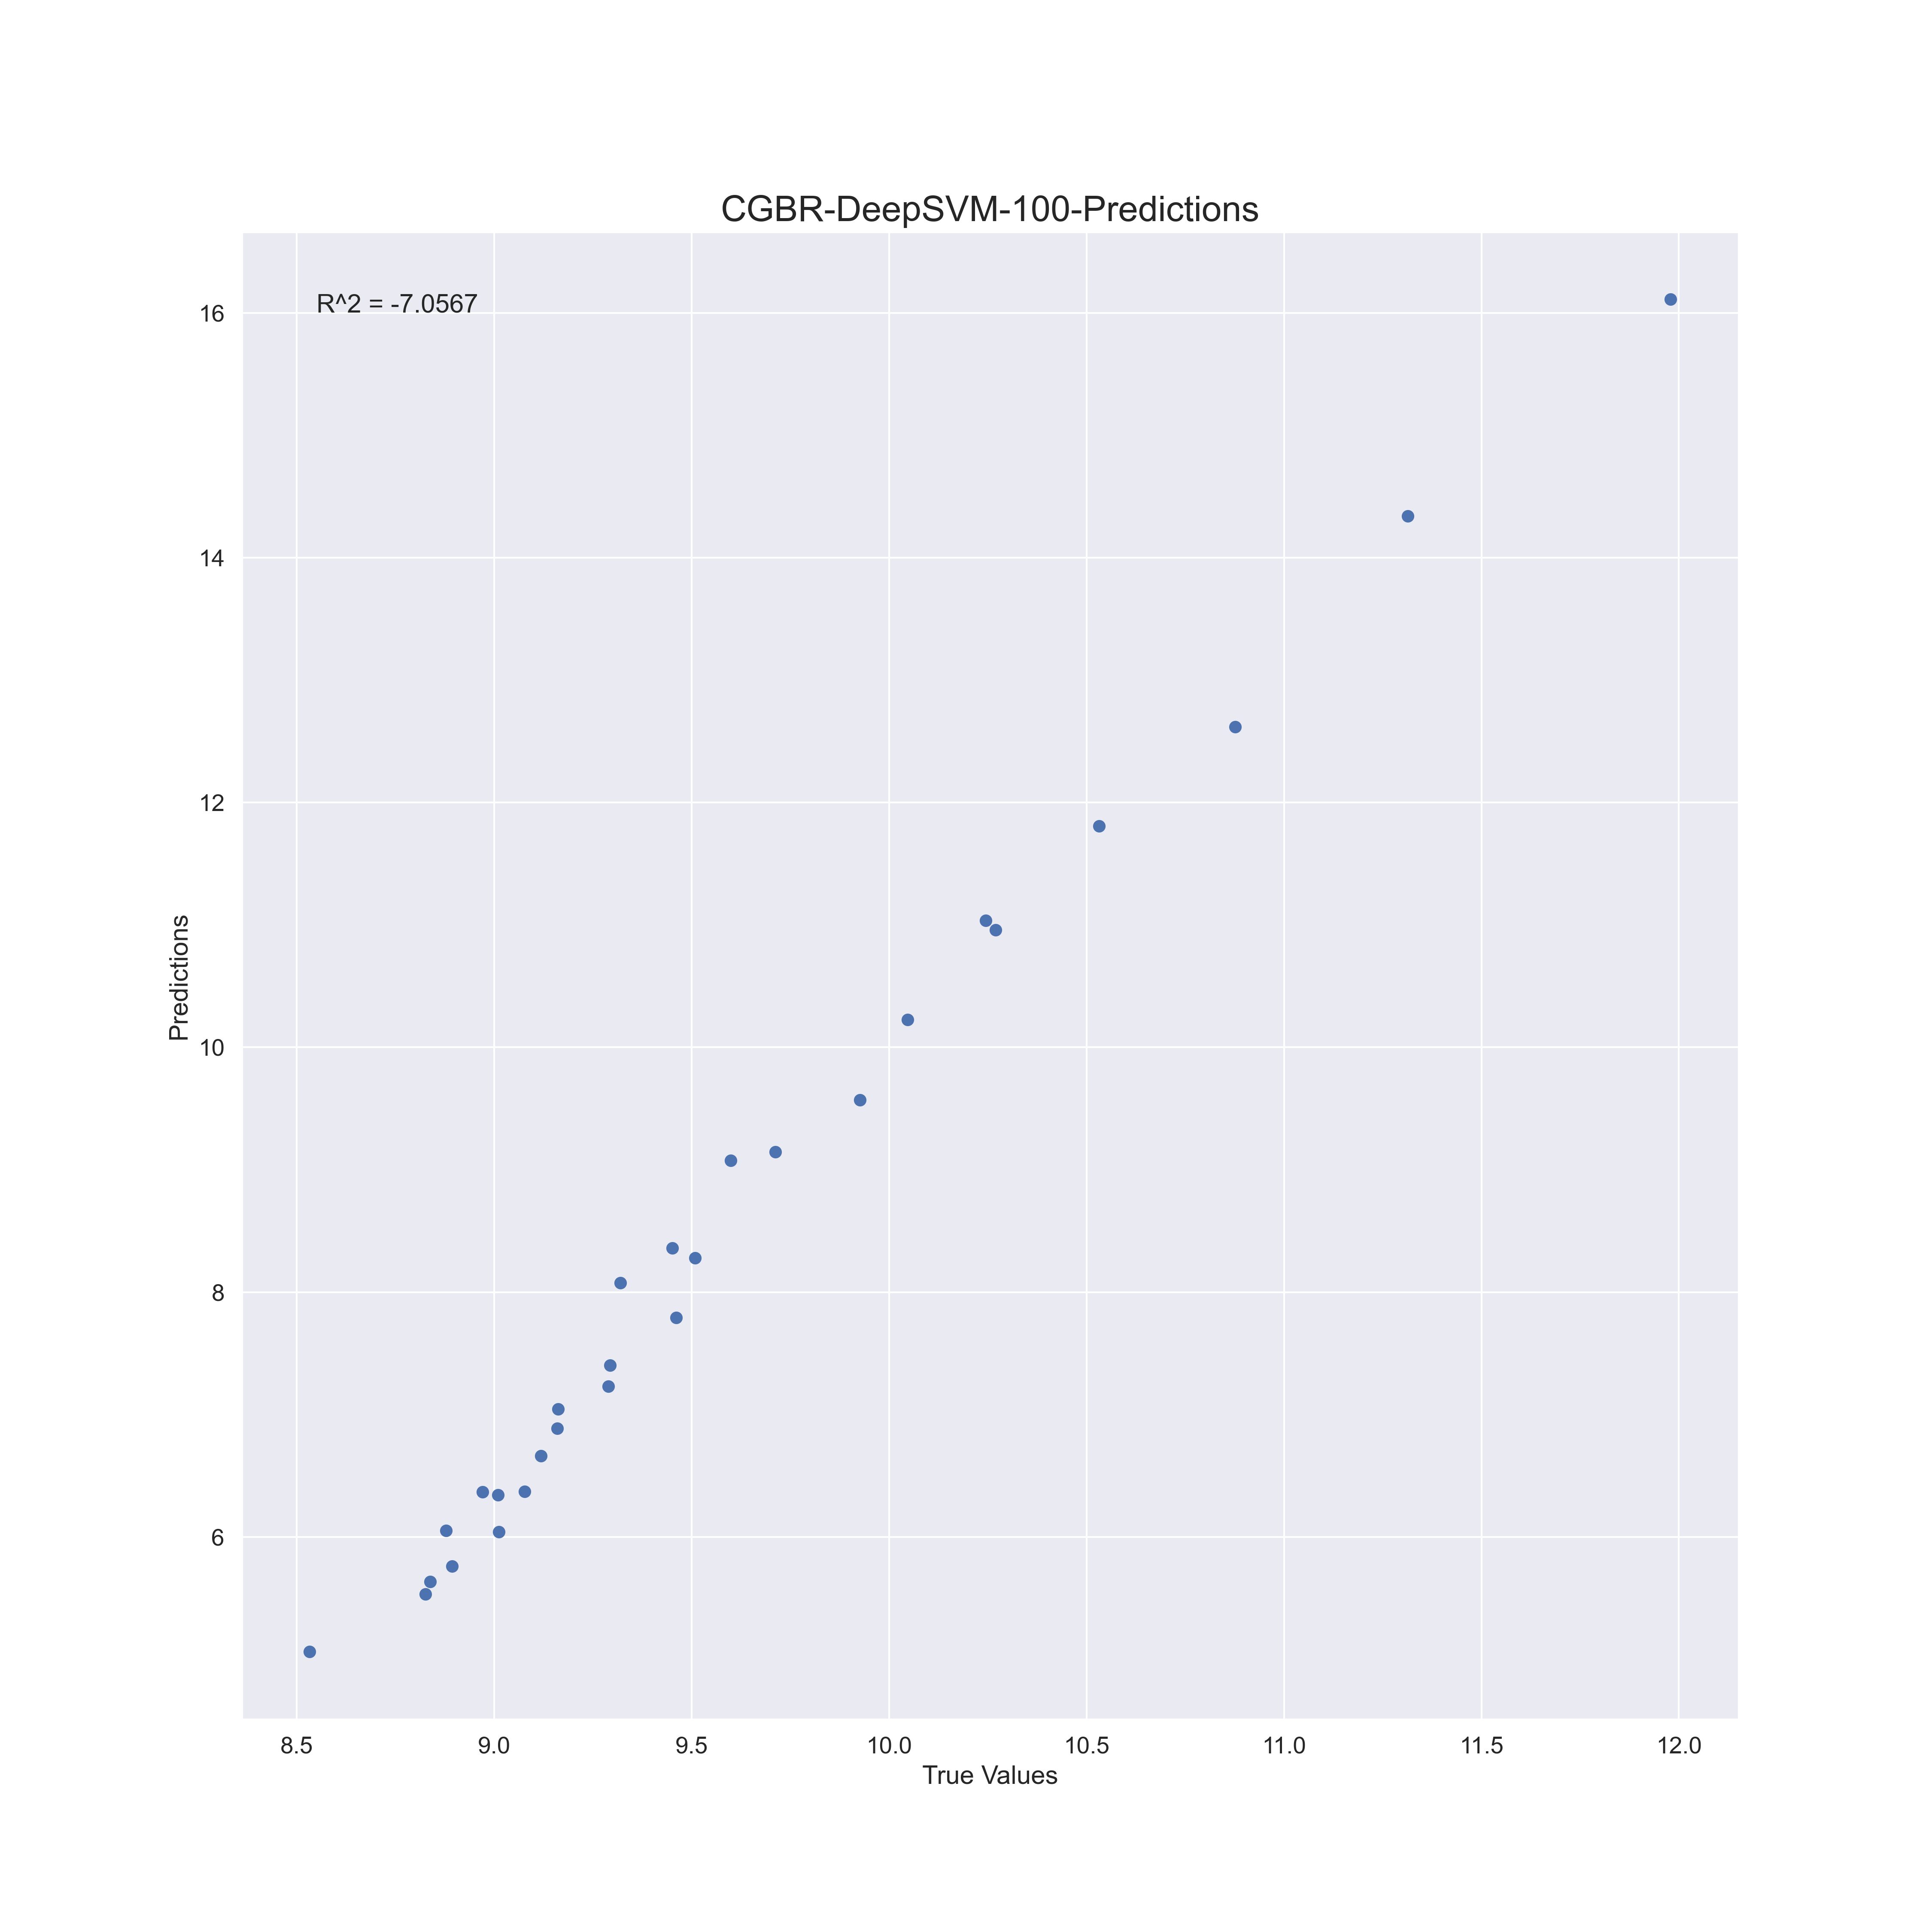 CGBR-DeepSVM-100-Predictions
R^2 = -7.0567
16
14
12
10
8
6
Predictions
8.5 9.0 9.5 10.0 10.5 11.0 11.5 12.0
True Values